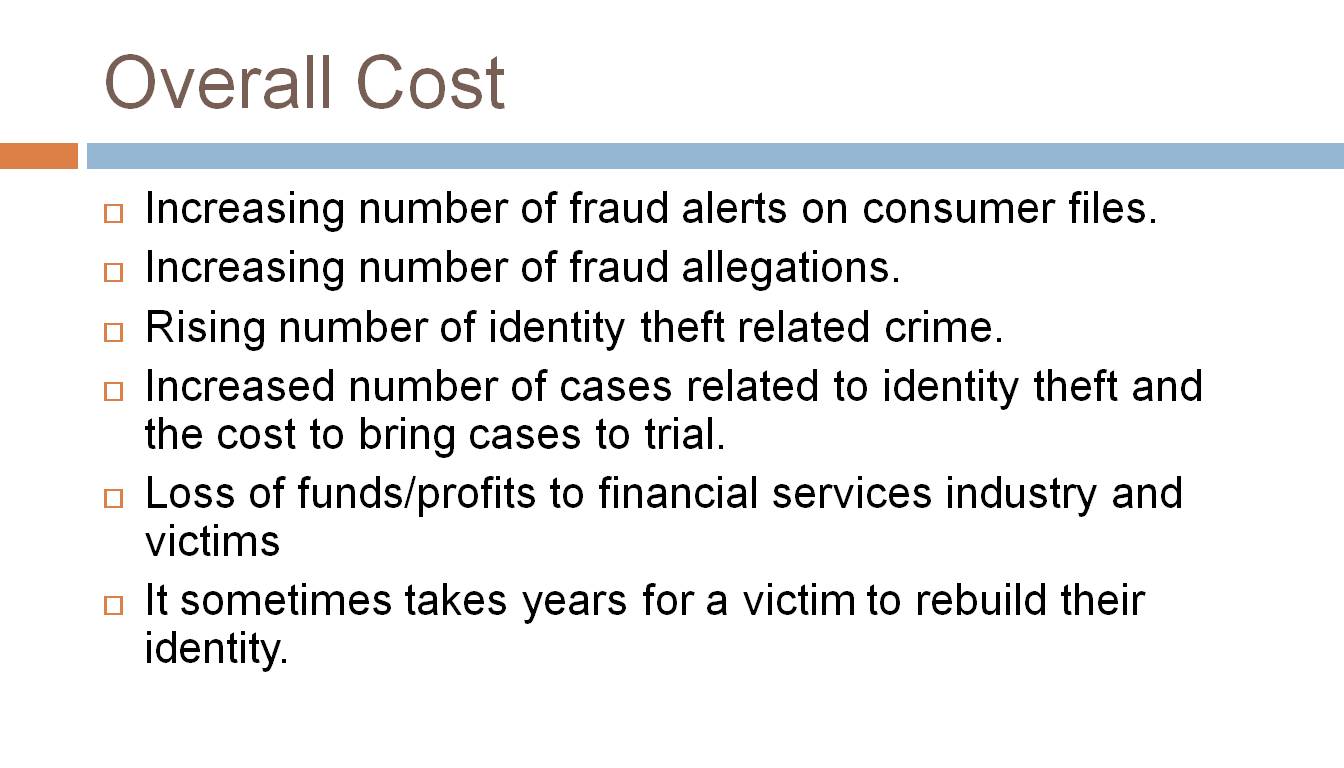 Overall Cost
Increasing number of fraud alerts on consumer files.
Increasing number of fraud allegations.
Rising number of identity theft related crime.
Increased number of cases related to identity theft and
the cost to bring cases to trial.
Loss of funds/profits to financial services industry and
victims
It sometimes takes years for a victim to rebuild their
identity.